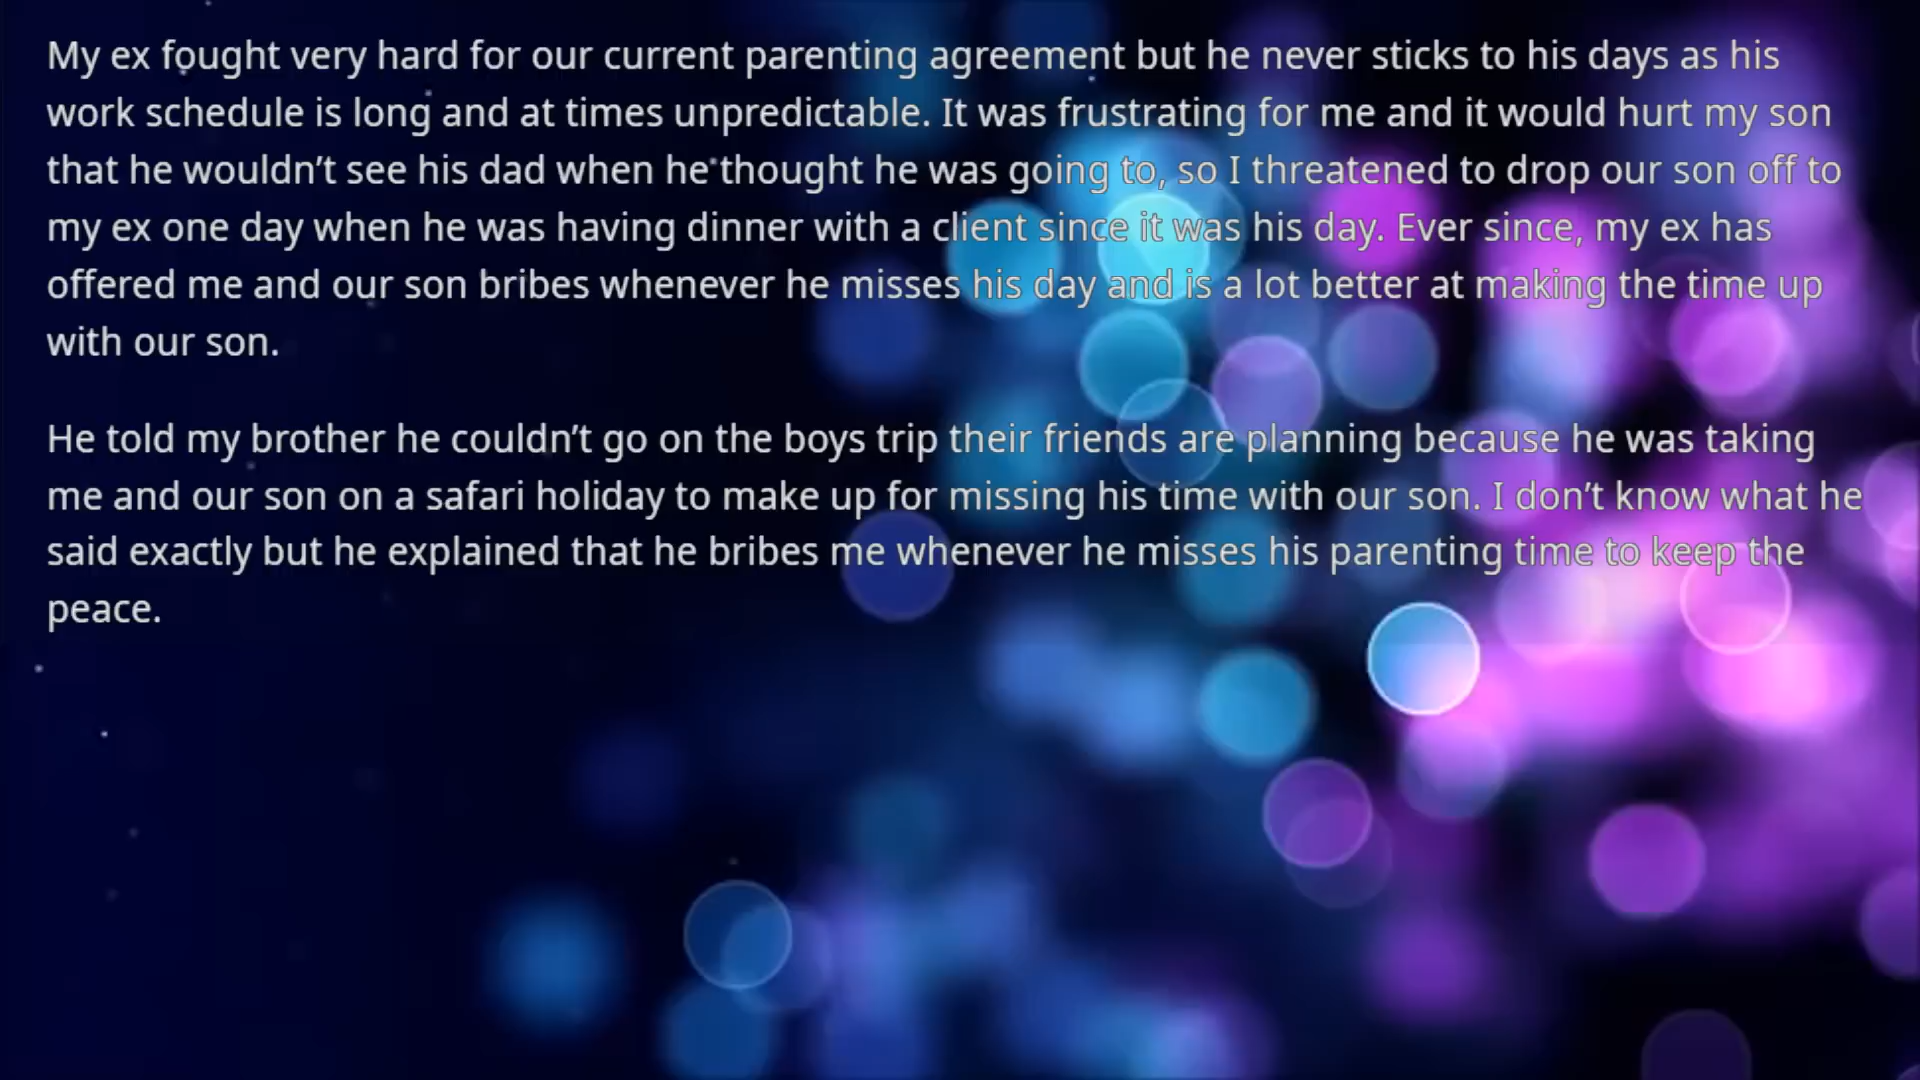 My ex fought very hard for our current parenting agreement but he never sticks to his days as his
work schedule is long and at times unpredictable. It was frustrating for me and it would hurt my son
that he wouldn’t see his dad when he thought he was going to, so I threatened to drop our son off to
my ex one day when he was having dinner with a client since it was his day. Ever since, my ex has
offered me and our son bribes whenever he misses his day and is a lot better at making the time up
with our son.
He told my brother he couldn’t go on the boys trip their friends are planning because he was taking
me and our son on a safari holiday to make up for missing his time with our son. I don’t know what he
said exactly but he explained that he bribes me whenever he misses his parenting time to keep the
peace.